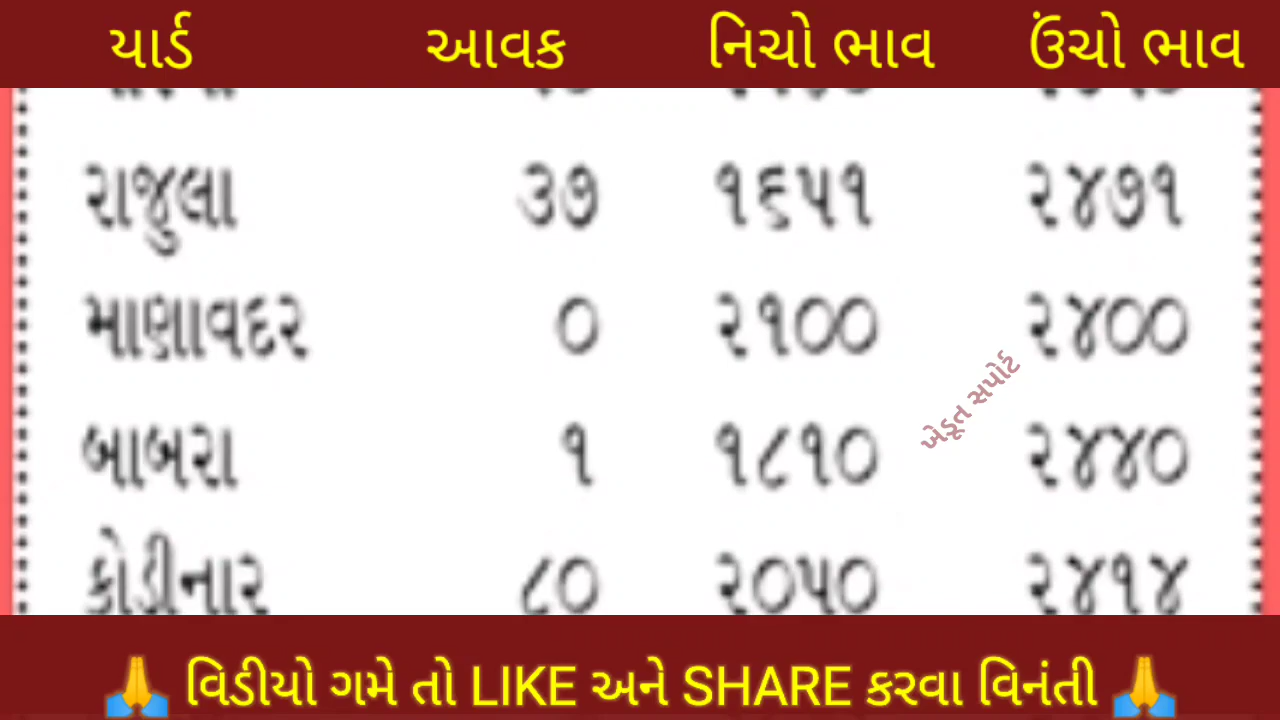 યાર્ડ આવક નિચો ભાવ ઉંચો ભાવ
રાજુલા ૩૭ ૧૬૫૧ ૨૪૭૧
માણાવદર ૦ ૨૧૦૦ ૨૪૦૦
ખેડૂત સપોર્ટ
બાબરા ૧ ૧૮૧૦ ૨૪૪૦
કોડીનાર ૮૦ ૨૦૫૦ ૨૪૧૪
🙏 વિડીયો ગમે તો LIKE અને SHARE કરવા વિનંતી 🙏